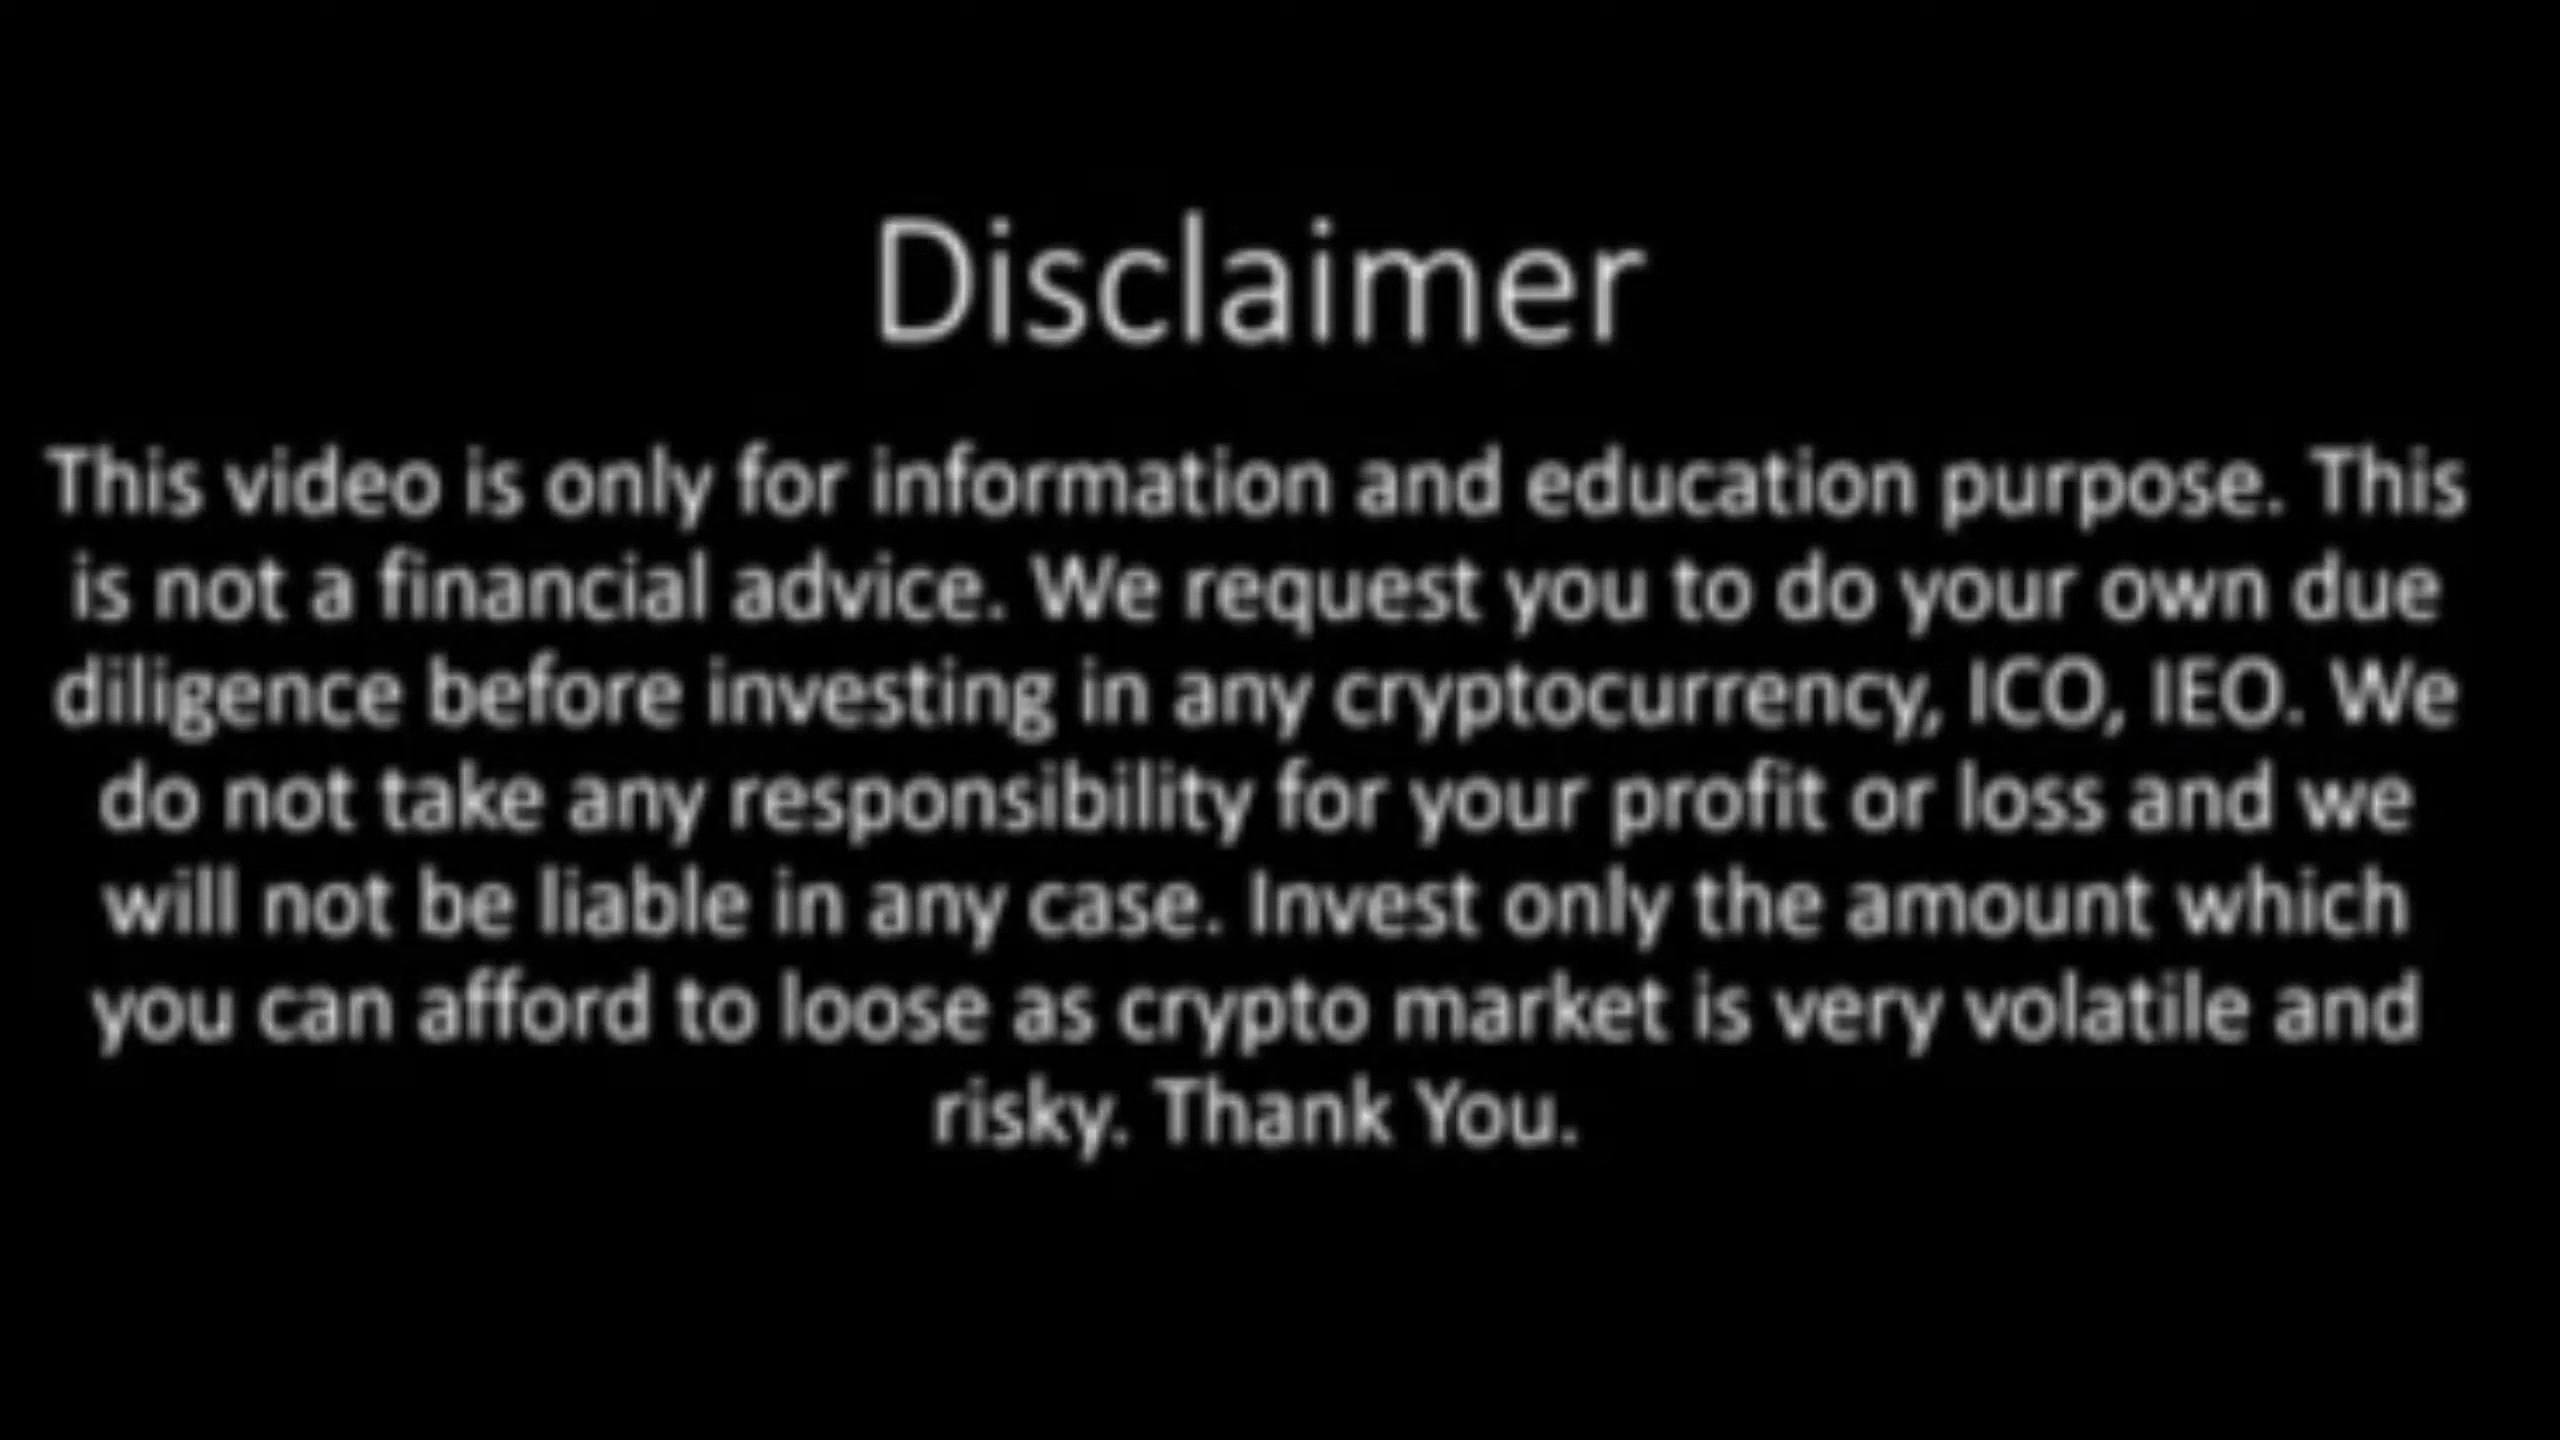 Disclaimer
This video is only for information and education purpose. This
is not a financial advice. We request you to do your own due
diligence before investing in any cryptocurrency, ICO, IEO. We
do not take any responsibility for your profit or loss and we
will not be liable in any case. Invest only the amount which
you can afford to loose as crypto market is very volatile and
risky. Thank You.